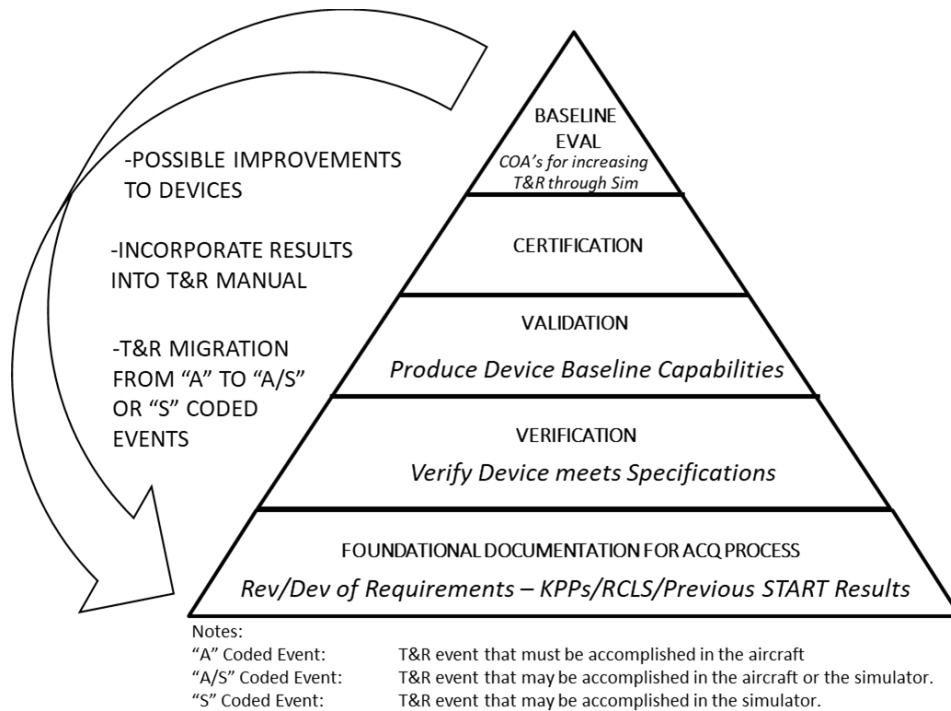 BASELINE
EVAL
COA's for increasing
T&R through Sim
-POSSIBLE IMPROVEMENTS
TO DEVICES
CERTIFICATION
-INCORPORATE RESULTS
INTO T&R MANUAL
VALIDATION
Produce Device Baseline Capabilities
-T&R MIGRATION
FROM “A” TO “A/S”
OR “S” CODED
EVENTS
VERIFICATION
Verify Device meets Specifications
FOUNDATIONAL DOCUMENTATION FOR ACQ PROCESS
Rev/Dev of Requirements – KPPs/RCLS/Previous START Results
Notes:
“A” Coded Event: T&R event that must be accomplished in the aircraft
“A/S” Coded Event: T&R event that may be accomplished in the aircraft or the simulator.
“S” Coded Event: T&R event that may be accomplished in the simulator.